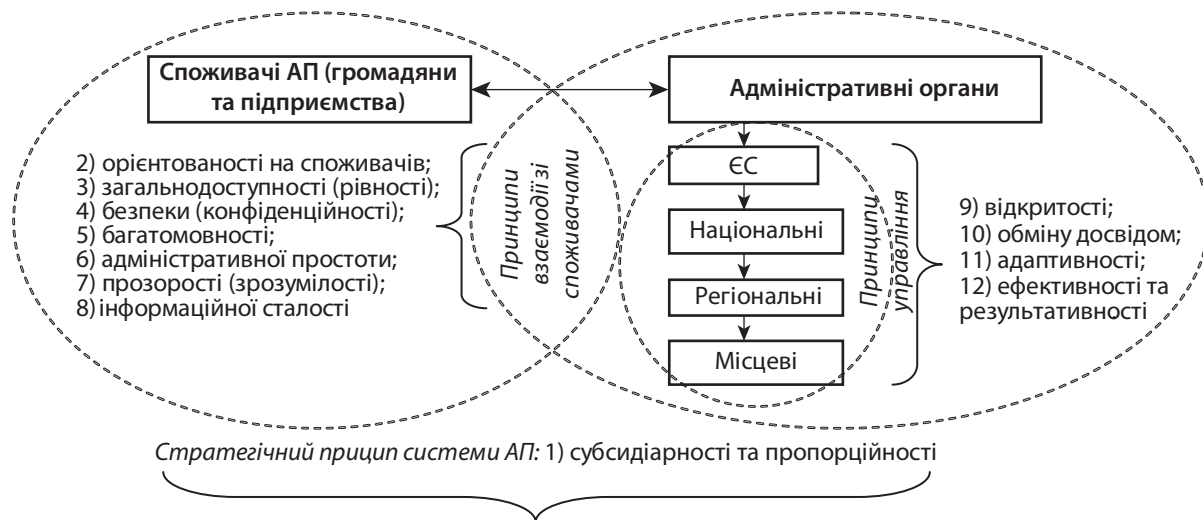 Споживачі АП (громадяни
та підприємства)
Адміністративні органи
2) орієнтованості на споживачів;
3) загальнодоступності (рівності);
4) безпеки (конфіденційності);
5) багатомовності;
6) адміністративної простоти;
7) прозорості (зрозумілості);
8) інформаційної сталості
Принципи
взаємодії зі
споживачами
ЄС
Національні
Регіональні
Місцеві
Принципи
управління
9) відкритості;
10) обміну досвідом;
11) адаптивності;
12) ефективності та
результативності
Стратегічний прицип системи АП: 1) субсидіарності та пропорційності